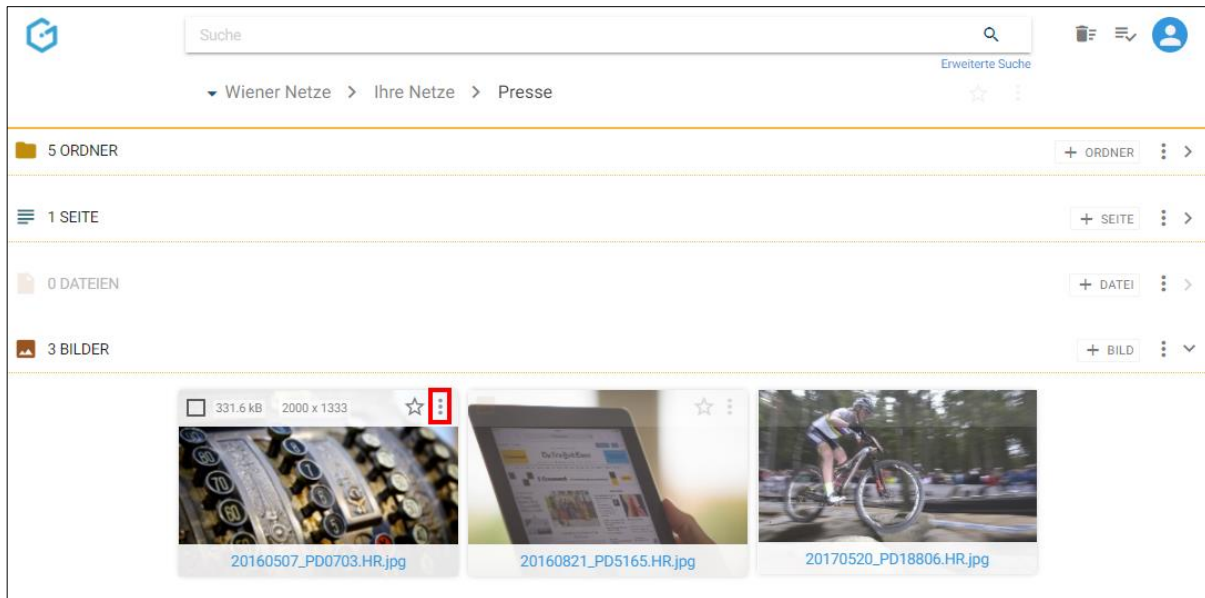 Suche
Erweiterte Suche
Wiener Netze > Ihre Netze > Presse
5 ORDNER
+ ORDNER
1 SEITE
+ SEITE
0 DATEIEN
+ DATEI
3 BILDER
+ BILD
331.6 kB 2000 x 1333
20160507_PD0703.HR.jpg
20160821_PD5165.HR.jpg
20170520_PD18806.HR.jpg